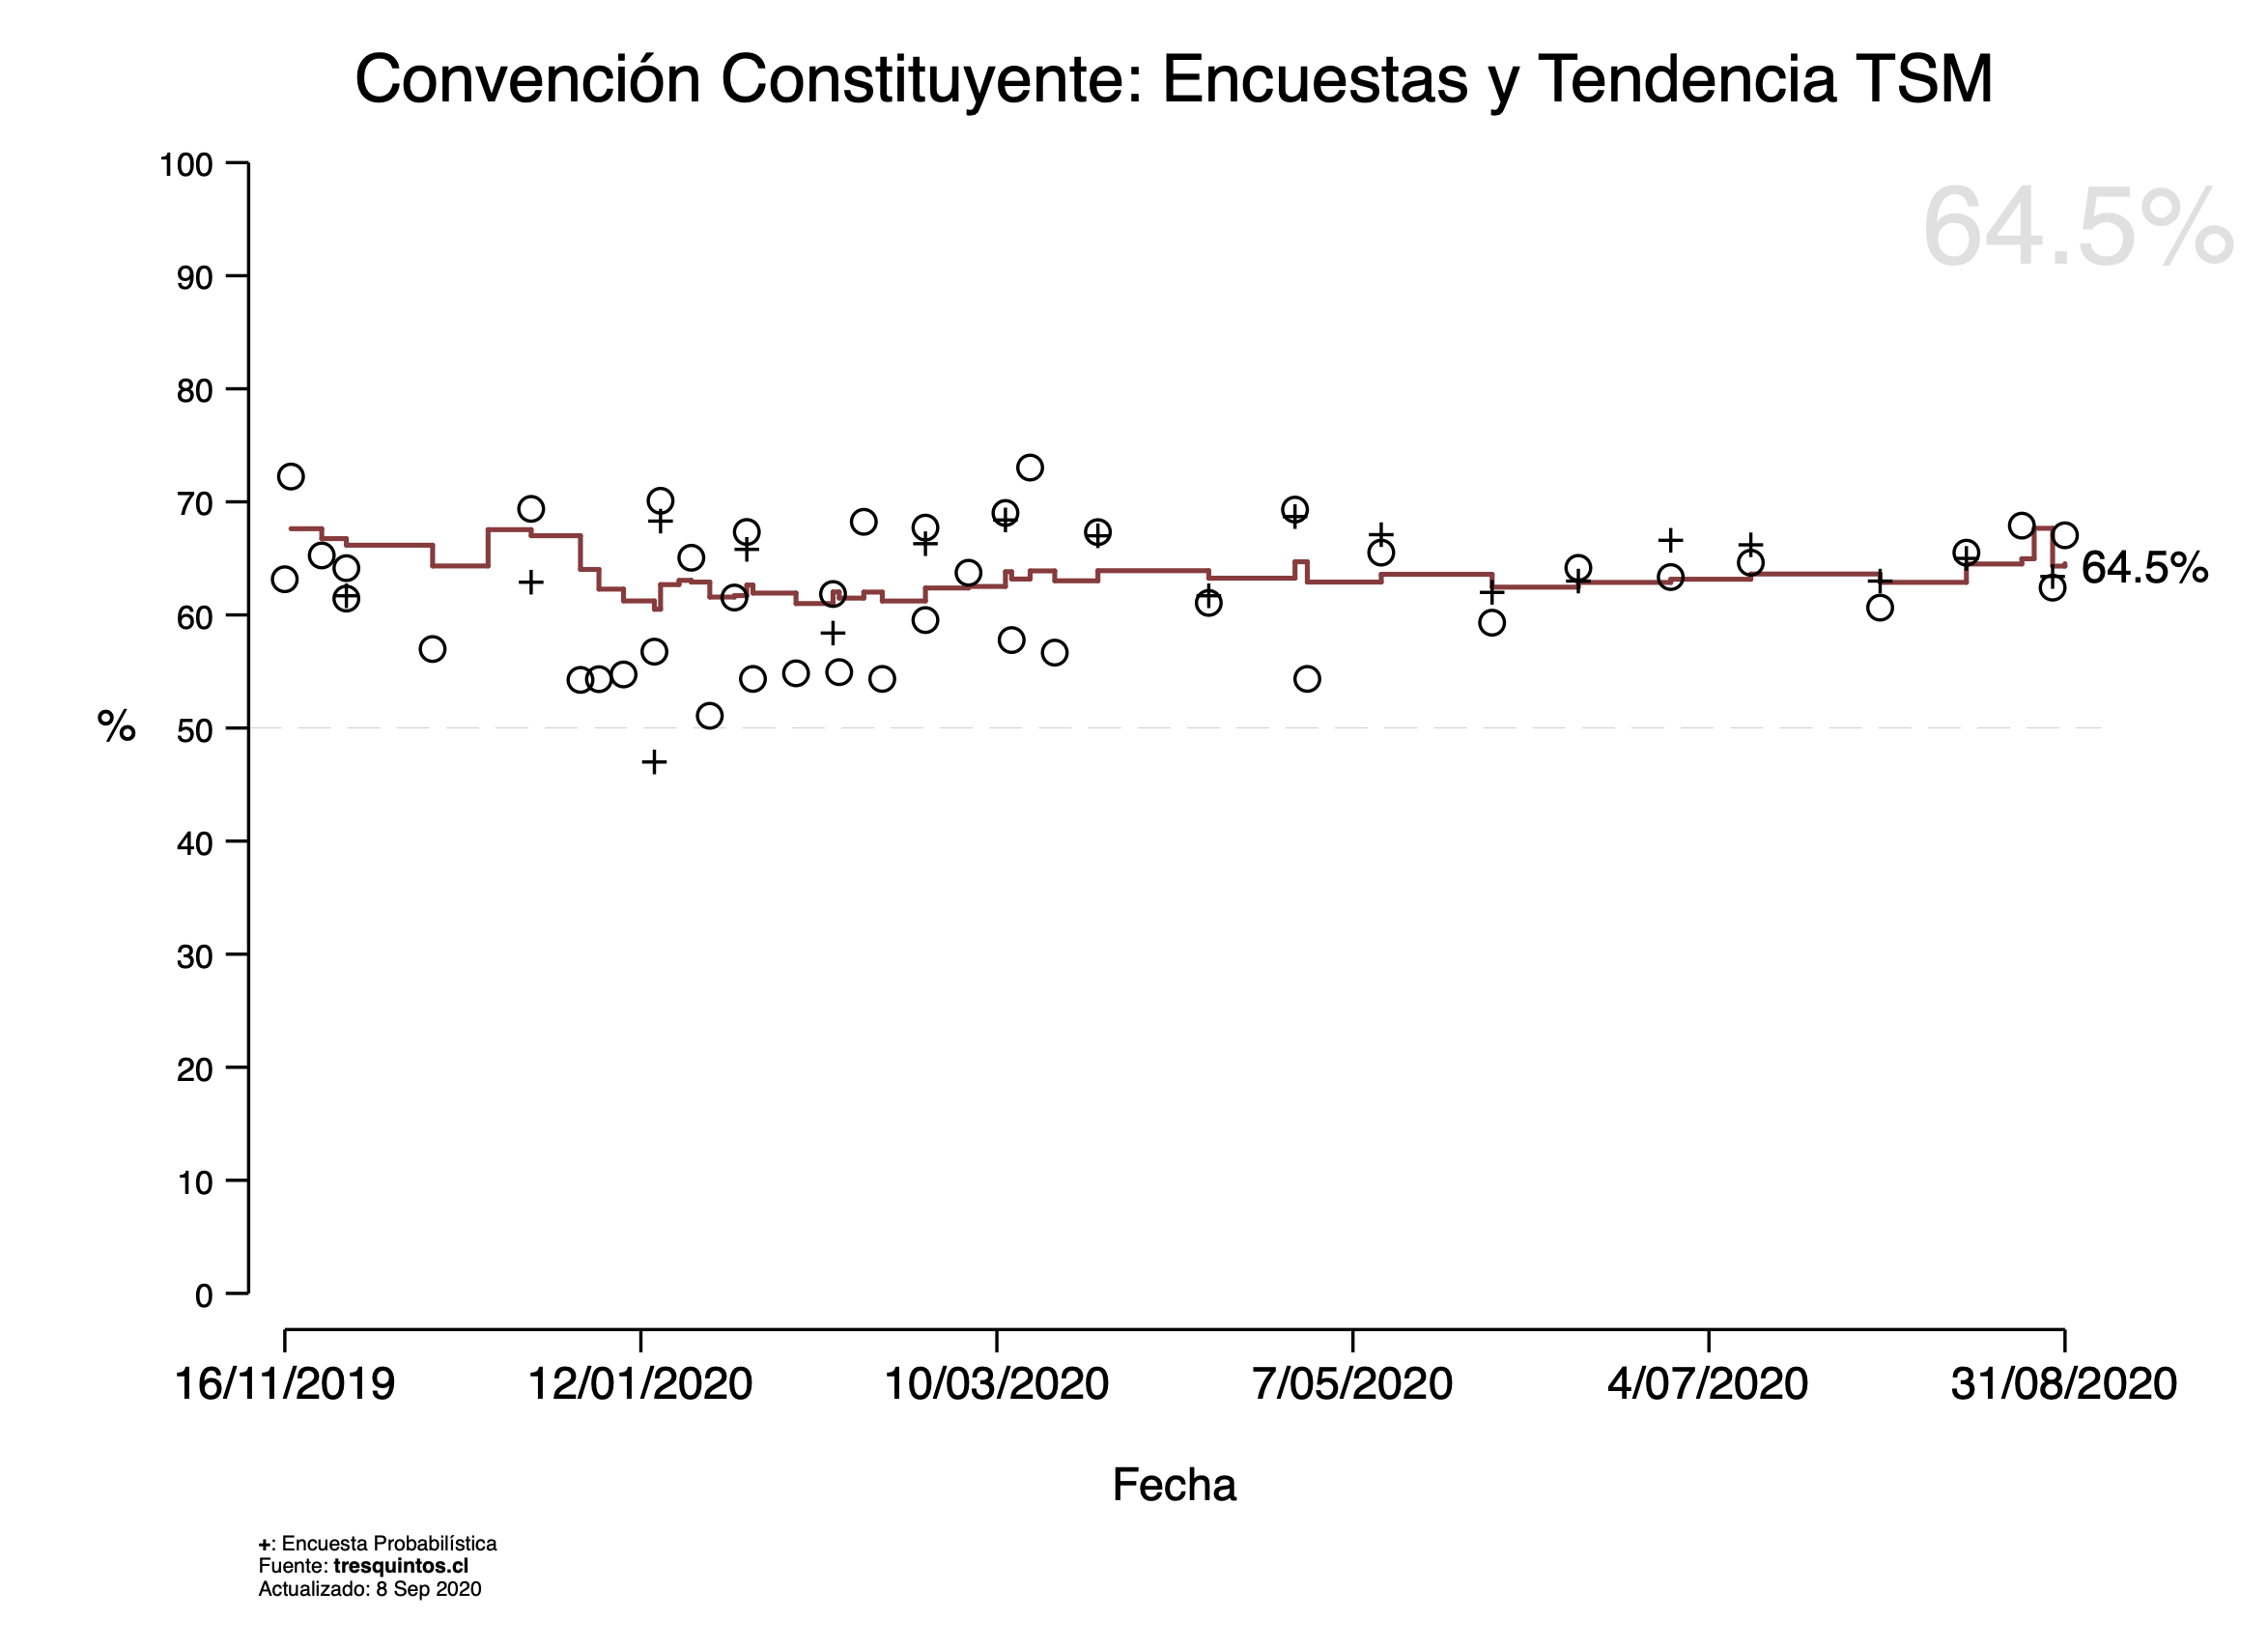 Convención Constituyente: Encuestas y Tendencia TSM
64.5%
100
90
80
70
60
50
40
30
20
10
0
%
64.5%
16/11/2019 12/01/2020 10/03/2020 7/05/2020 4/07/2020 31/08/2020
Fecha
+: Encuesta Probabilística
Fuente: tresquintos.cl
Actualizado: 8 Sep 2020